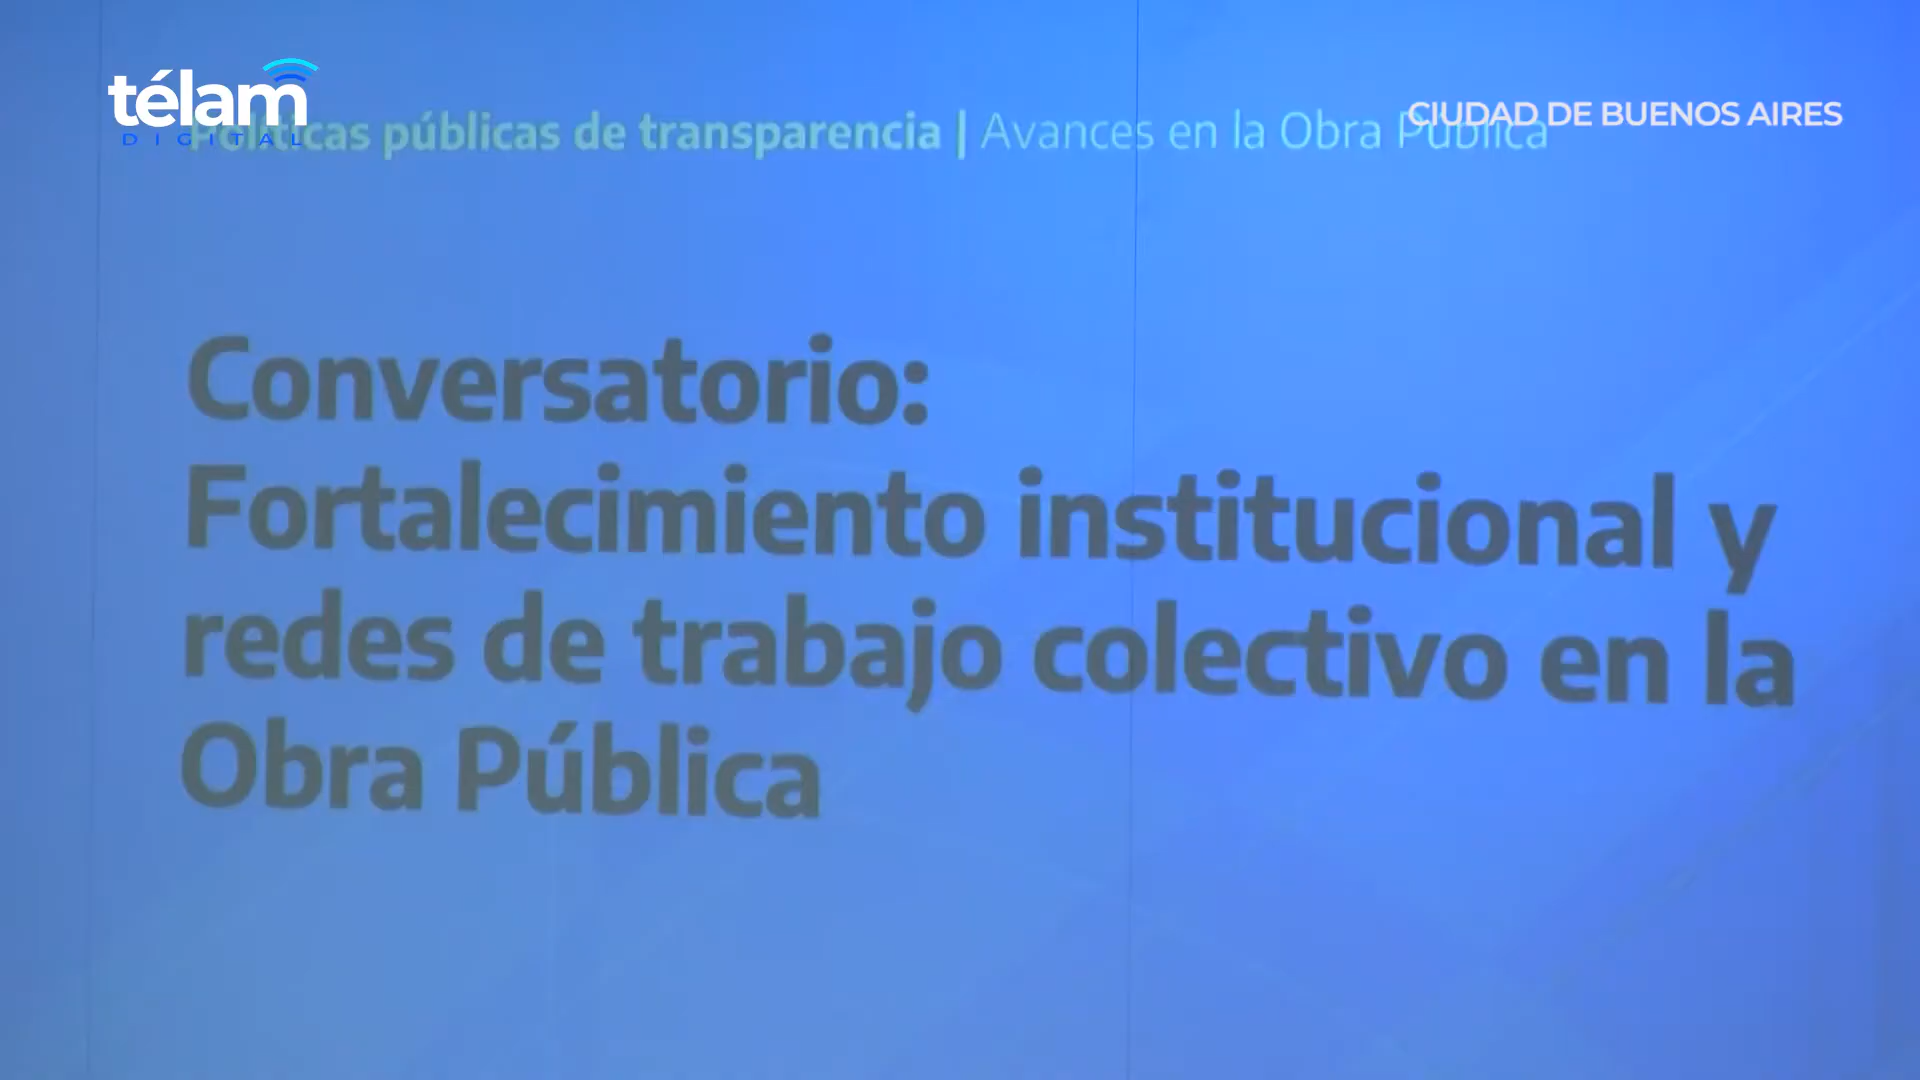 télam
DIGITAL
CIUDAD DE BUENOS AIRES
Políticas públicas de transparencia | Avances en la Obra Pública
Conversatorio:
Fortalecimiento institucional y
redes de trabajo colectivo en la
Obra Pública